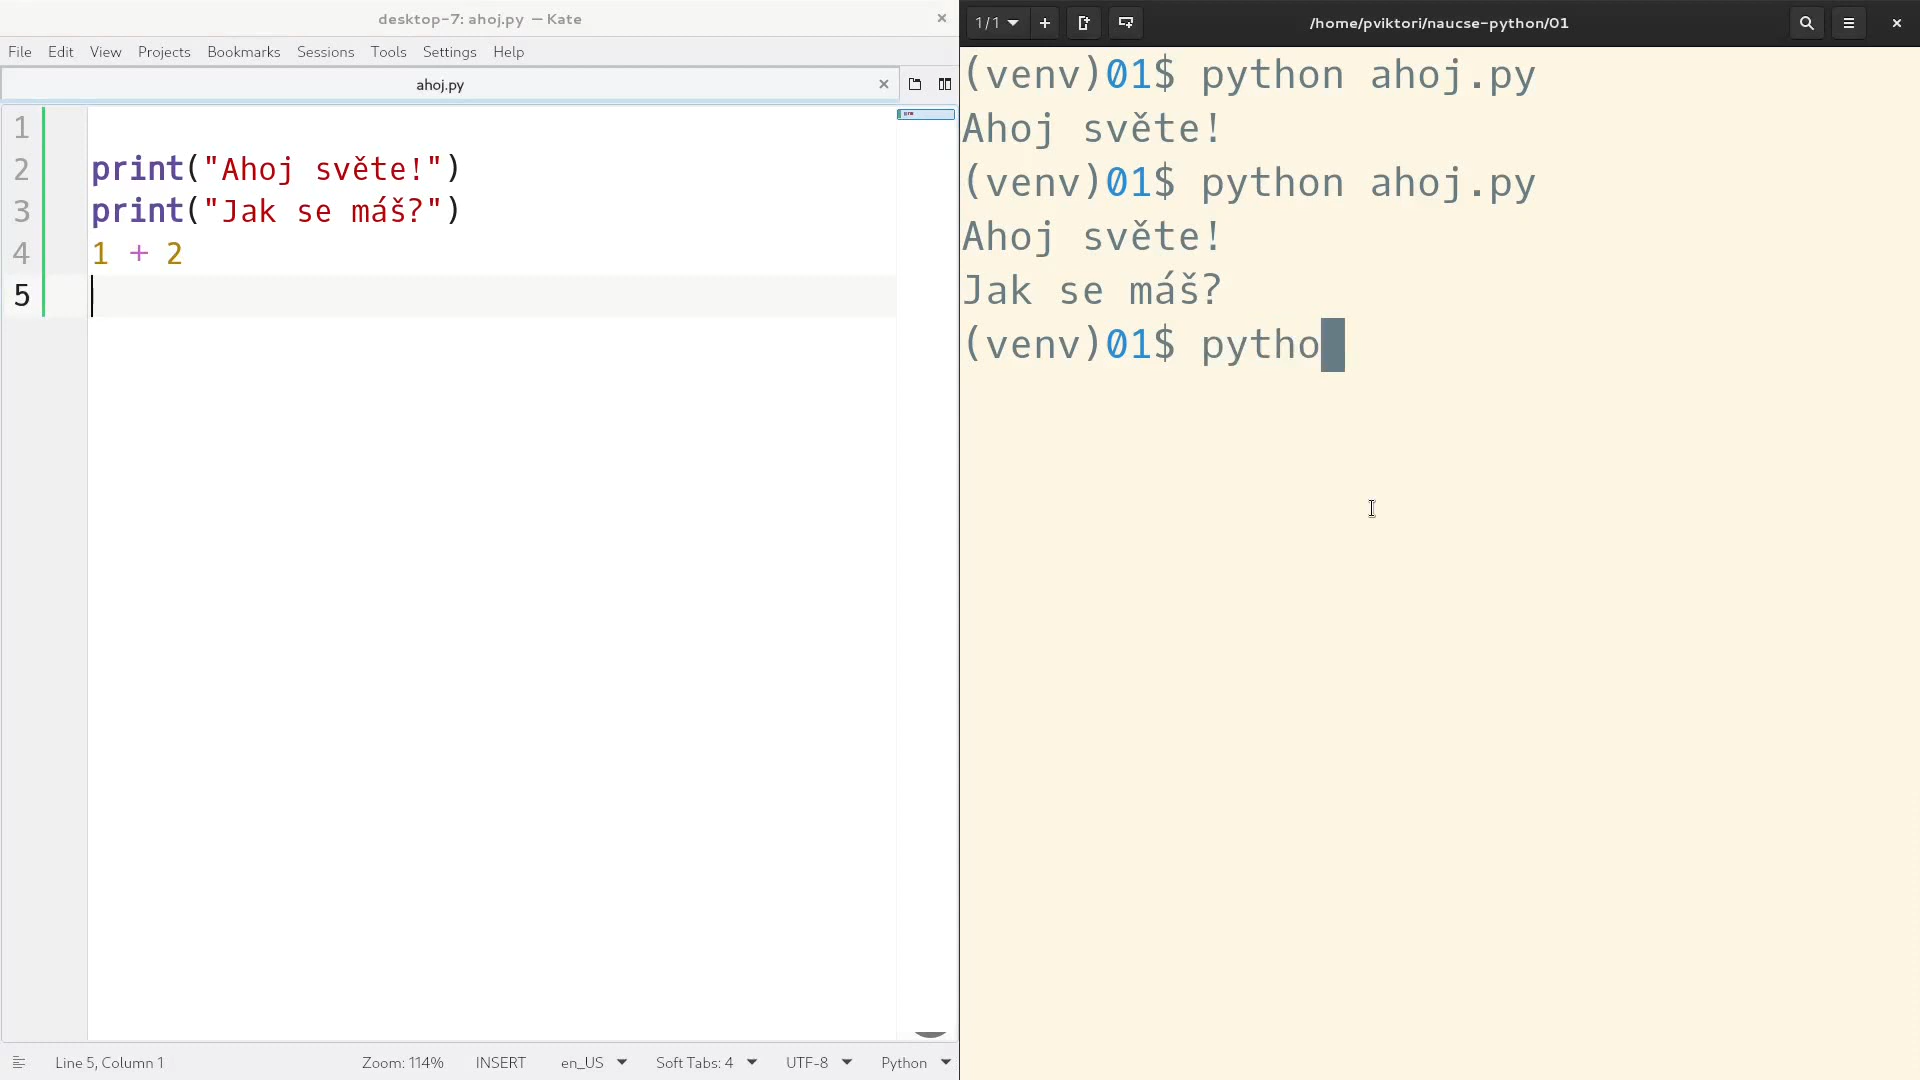 desktop-7: ahoj.py — Kate
File Edit View Projects Bookmarks Sessions Tools Settings Help
ahoj.py
1
2 print("Ahoj světe!")
3 print("Jak se máš?")
4 1 + 2
5
Line 5, Column 1 Zoom: 114% INSERT en_US Soft Tabs: 4 UTF-8 Python
1/1 /home/pviktori/naucse-python/01
(venv)01$ python ahoj.py
Ahoj světe!
(venv)01$ python ahoj.py
Ahoj světe!
Jak se máš?
(venv)01$ pytho